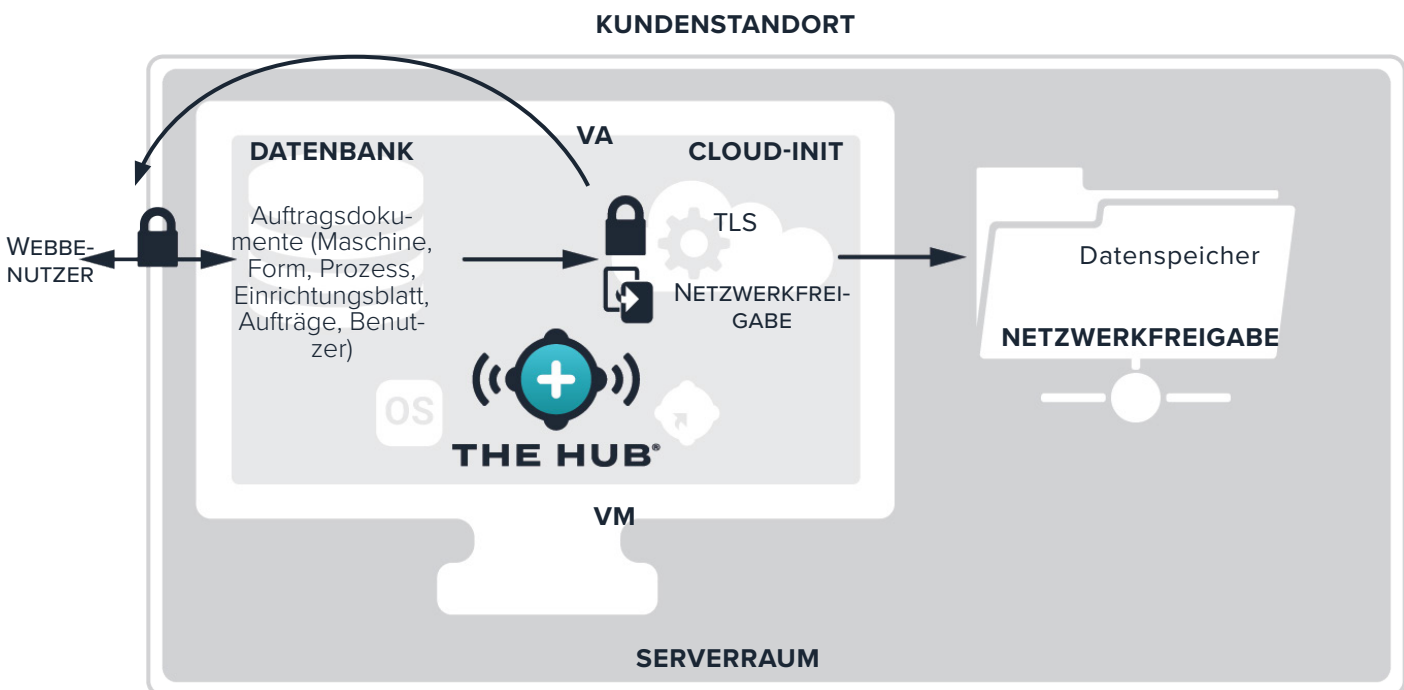 KUNDENSTANDORT
VA
DATENBANK
CLOUD-INIT
Auftragsdoku-
mente (Maschine,
Form, Prozess,
Einrichtungsblatt,
Aufträge, Benut-
zer)
TLS
WEBBE-
NUTZER
NETZWERKFREI-
GABE
Datenspeicher
NETZWERKFREIGABE
OS
THE HUB®
VM
SERVERRAUM